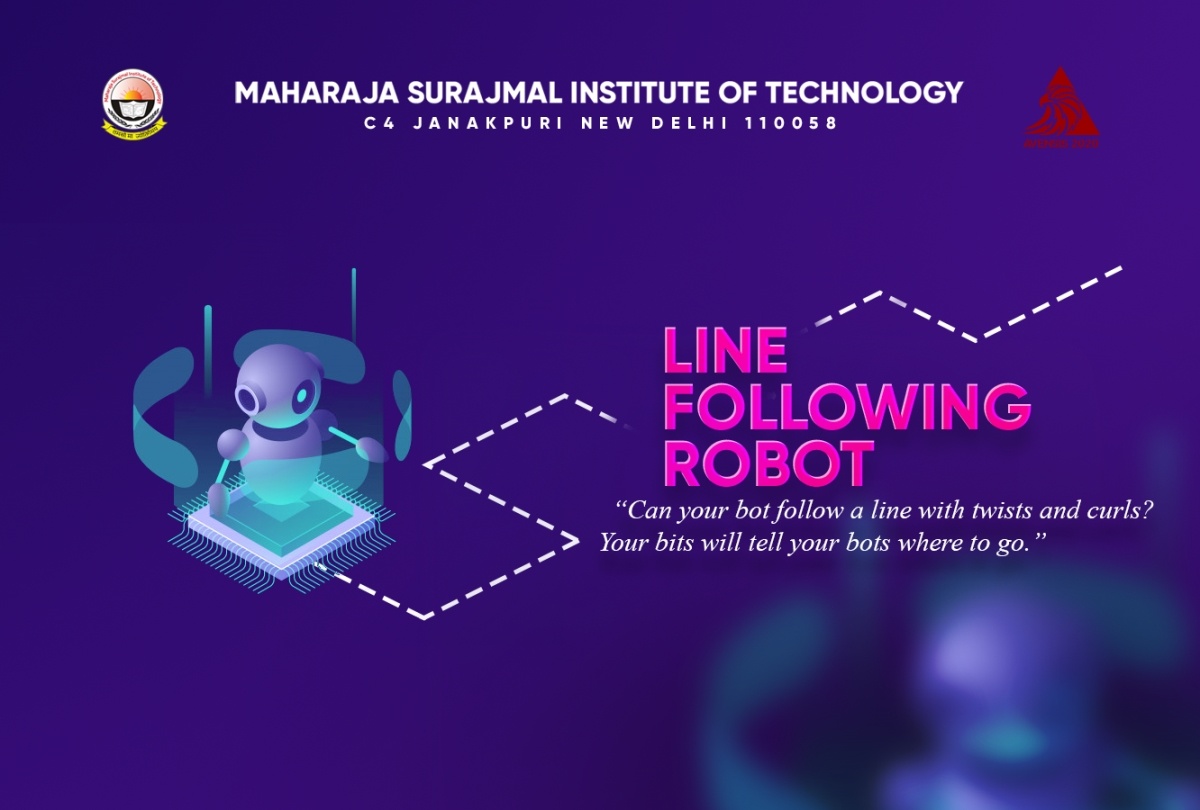 MAHARAJA SURAJMAL INSTITUTE OF TECHNOLOGY
C4 JANAKPURI NEW DELHI 110058
LINE
FOLLOWING
ROBOT
“Can your bot follow a line with twists and curls?
Your bits will tell your bots where to go.”